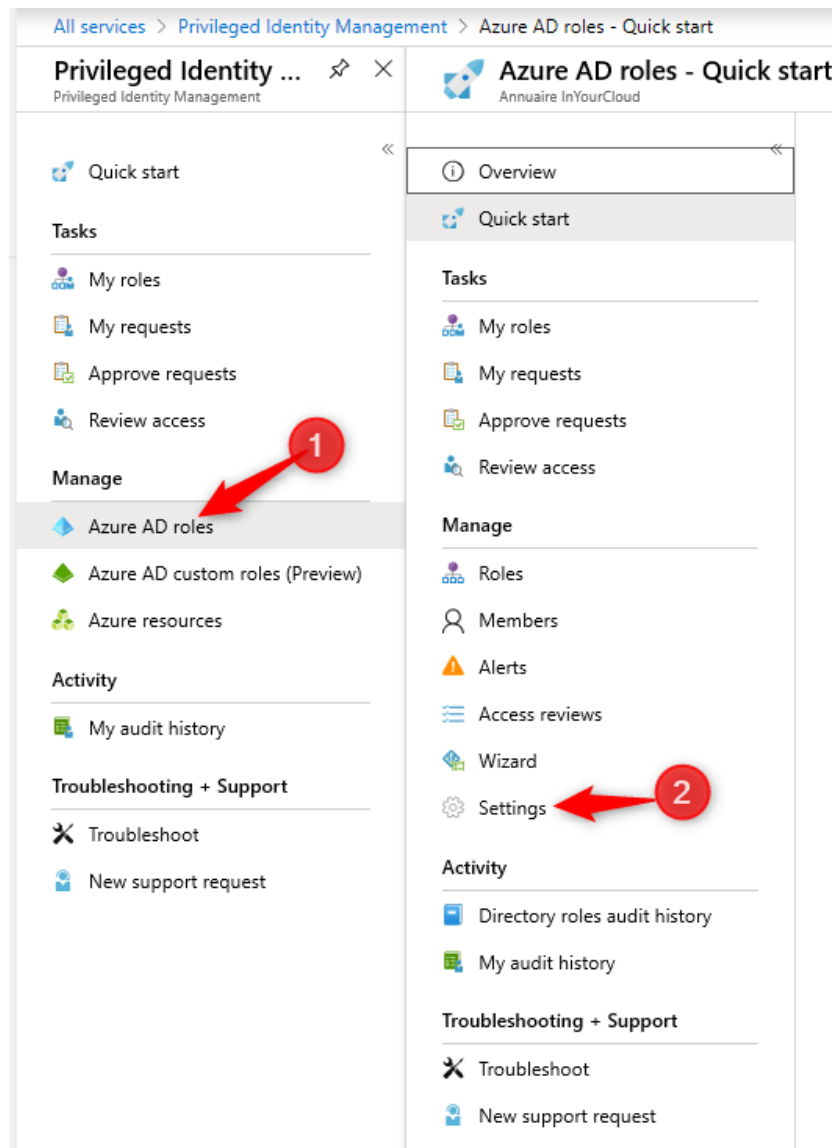 All services > Privileged Identity Management > Azure AD roles - Quick start
Privileged Identity ...
Privileged Identity Management
Quick start
Tasks
My roles
My requests
Approve requests
Review access
1
Manage
Azure AD roles
Azure AD custom roles (Preview)
Azure resources
Activity
My audit history
Troubleshooting + Support
Troubleshoot
New support request
Azure AD roles - Quick start
Annuaire InYourCloud
Overview
Quick start
Tasks
My roles
My requests
Approve requests
Review access
Manage
Roles
Members
Alerts
Access reviews
Wizard
Settings
2
Activity
Directory roles audit history
My audit history
Troubleshooting + Support
Troubleshoot
New support request